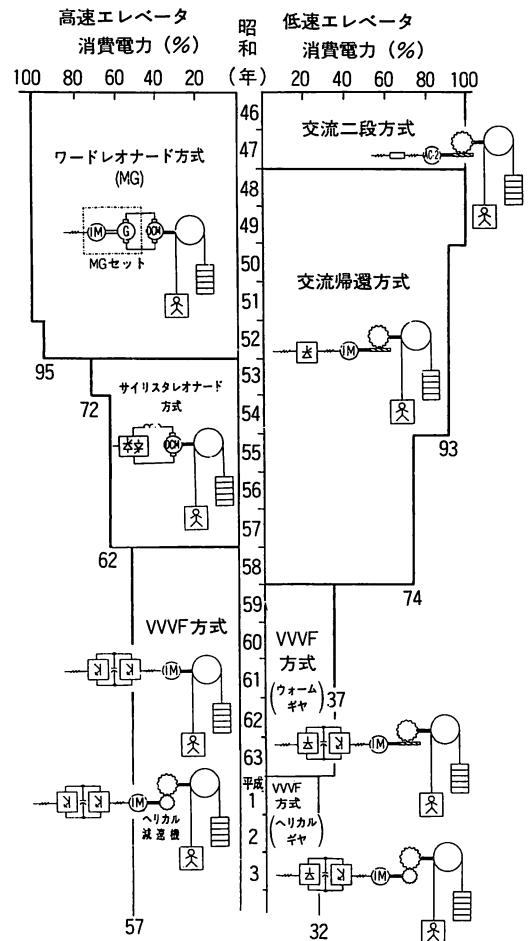 高速エレベータ
消費電力(%)
100 80 60 40 20
昭和
(年)
低速エレベータ
消費電力(%)
20 40 60 80 100
46
47
48
49
50
51
52
53
54
55
56
57
58
59
60
61
62
63
平成
1
2
3
ワードレオナード方式
(MG)
IM
G
DCM
MGセット
95
72
サイリスタレオナード
方式
DCM
62
VVVF方式
IM
IM
ヘリカル
減速機
57
交流二段方式
AC-2
交流帰還方式
IM
93
74
VVVF
方式
(ウォーム
ギヤ)
37
IM
VVVF
方式
(ヘリカル
ギヤ)
IM
32